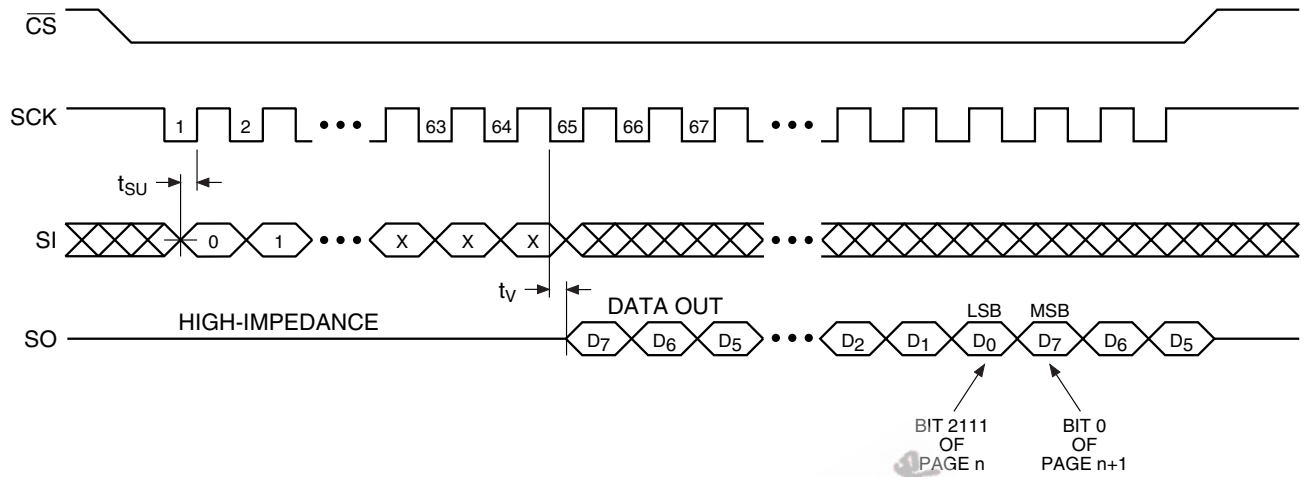 CS
SCK 1 2 ••• 63 64 65 66 67 •••
tSU
SI 0 1 ••• X X X •••
tV
HIGH-IMPEDANCE DATA OUT LSB MSB
SO D7 D6 D5 ••• D2 D1 D0 D7 D6 D5
BIT 2111
OF
PAGE n
BIT 0
OF
PAGE n+1